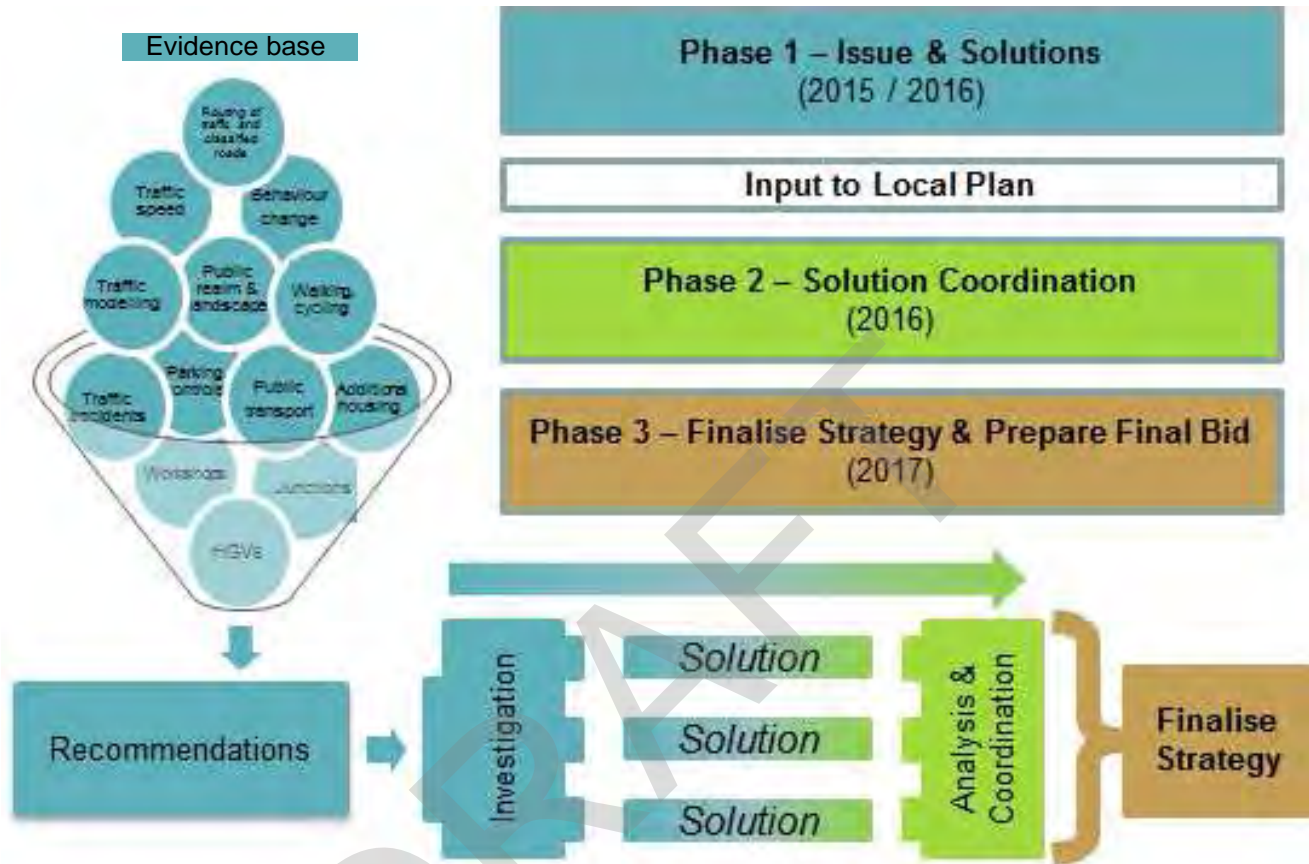 Evidence base
Routing of
traffic and
classified
roads
Traffic
speed
Behaviour
change
Traffic
modelling
Public
realm &
landscape
Walking,
cycling
Traffic
incidents
Parking
controls
Public
transport
Additional
housing
Workshops
Junctions
HGVs
Recommendations
Phase 1 – Issue & Solutions
(2015 / 2016)
Input to Local Plan
Phase 2 – Solution Coordination
(2016)
Phase 3 – Finalise Strategy & Prepare Final Bid
(2017)
Investigation
Solution
Solution
Solution
Analysis &
Coordination
Finalise
Strategy
DRAFT